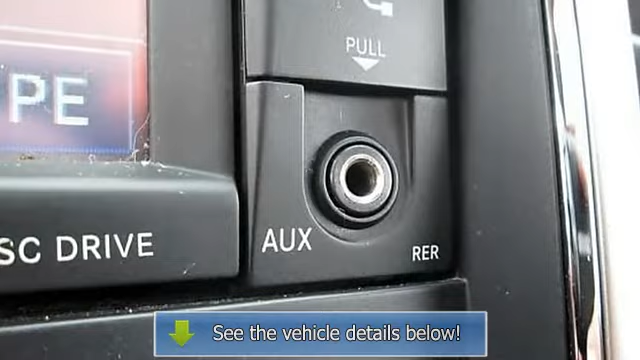 PULL
PE
SC DRIVE
AUX
RER
See the vehicle details below!